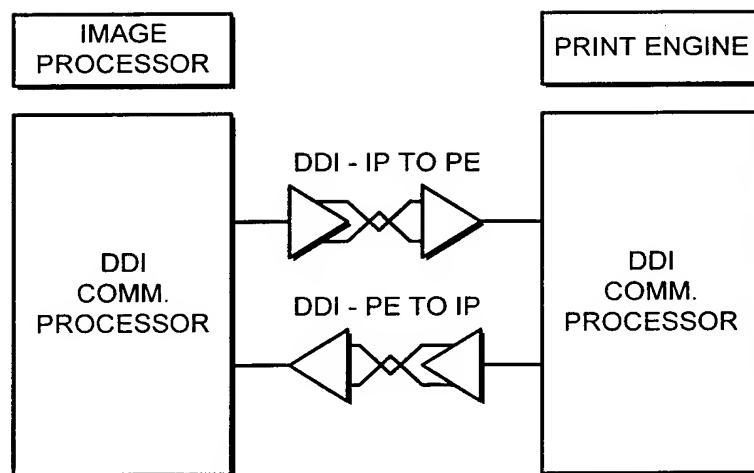 IMAGE
PROCESSOR
PRINT ENGINE
DDI - IP TO PE
DDI
COMM.
PROCESSOR
DDI - PE TO IP
DDI
COMM.
PROCESSOR